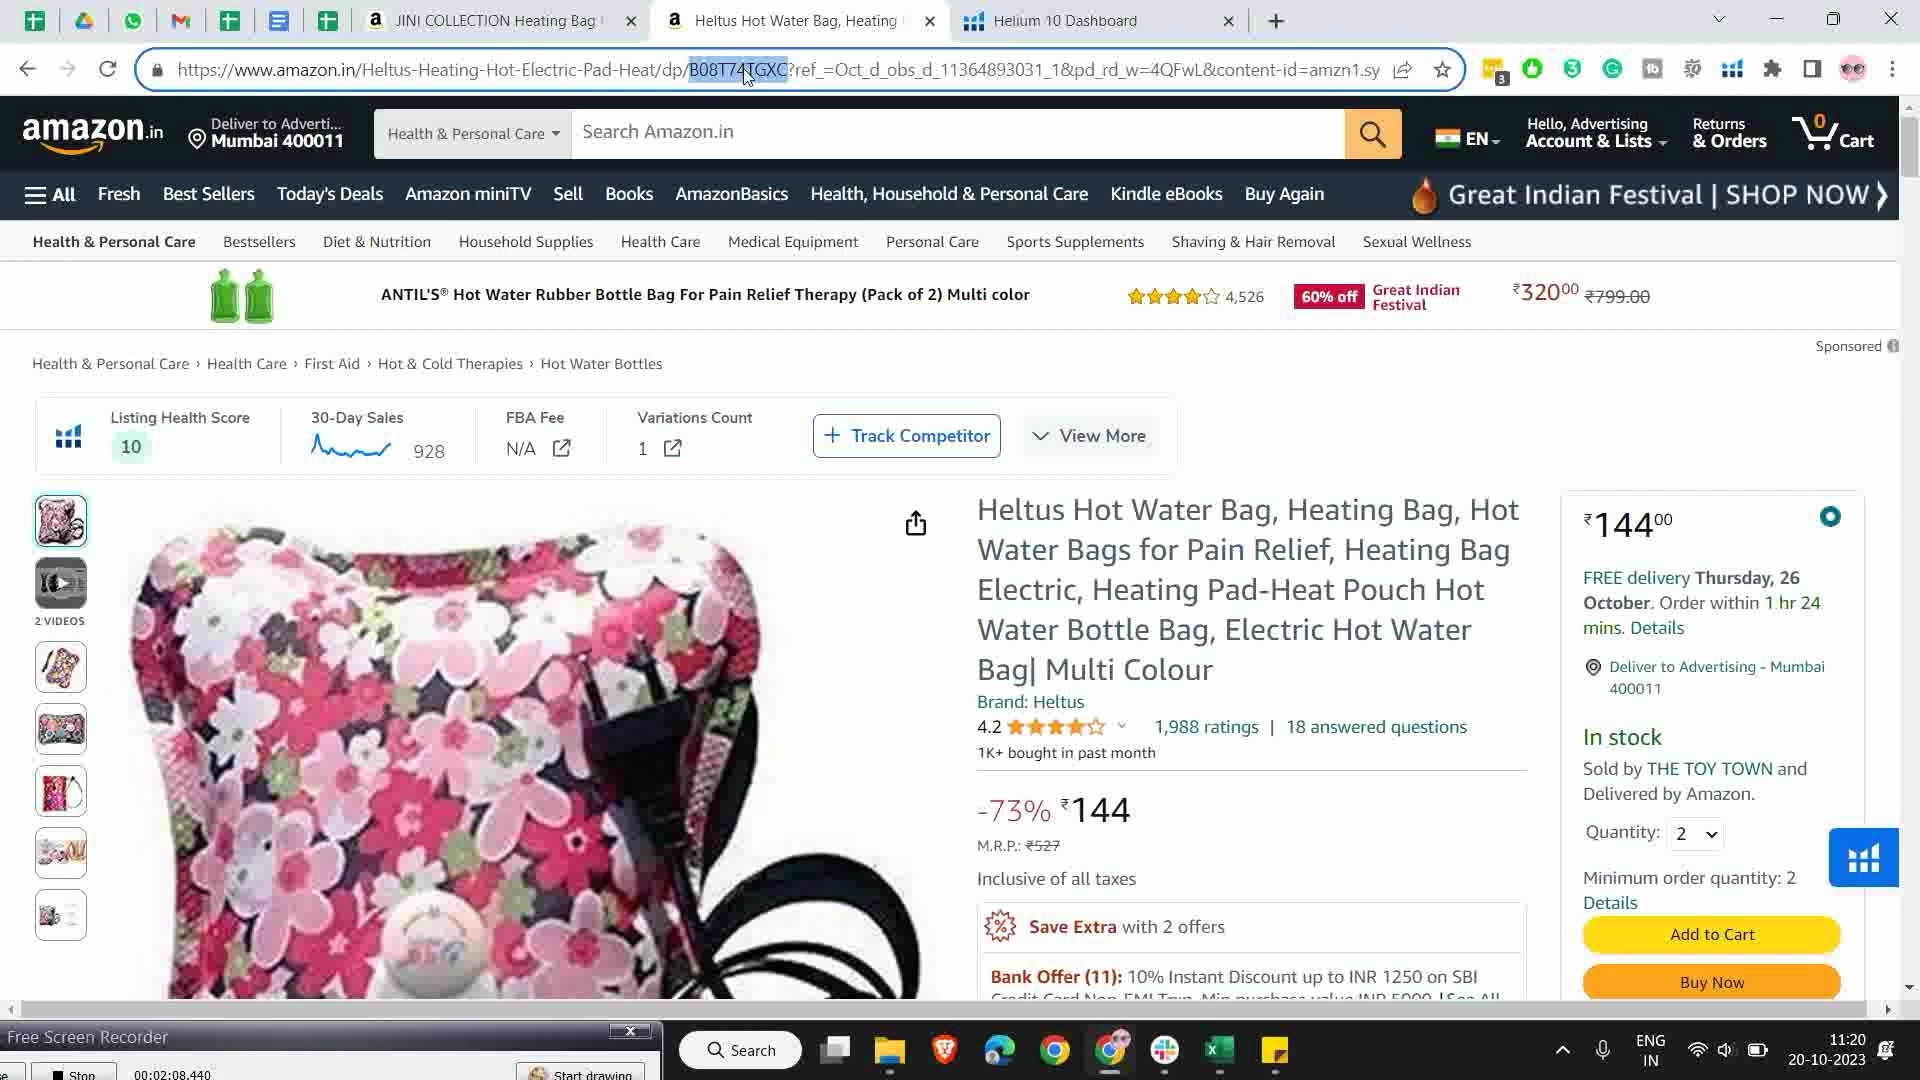 JINI COLLECTION Heating Bag
Heltus Hot Water Bag, Heating
Helium 10 Dashboard
https://www.amazon.in/Heltus-Heating-Hot-Electric-Pad-Heat/dp/B08T74TGXC?ref_=Oct_d_obs_d_11364893031_1&pd_rd_w=4QFwL&content-id=amzn1.sy
3
amazon.in
Deliver to Adverti...
Mumbai 400011
Health & Personal Care
Search Amazon.in
EN
Hello, Advertising
Account & Lists
Returns
& Orders
0
Cart
All
Fresh
Best Sellers
Today's Deals
Amazon miniTV
Sell
Books
AmazonBasics
Health, Household & Personal Care
Kindle eBooks
Buy Again
Great Indian Festival | SHOP NOW
Health & Personal Care
Bestsellers
Diet & Nutrition
Household Supplies
Health Care
Medical Equipment
Personal Care
Sports Supplements
Shaving & Hair Removal
Sexual Wellness
ANTIL'S® Hot Water Rubber Bottle Bag For Pain Relief Therapy (Pack of 2) Multi color
4,526
60% off
Great Indian
Festival
₹320⁰⁰ ₹799.00
Sponsored
Health & Personal Care › Health Care › First Aid › Hot & Cold Therapies › Hot Water Bottles
Listing Health Score
10
30-Day Sales
928
FBA Fee
N/A
Variations Count
1
+ Track Competitor
View More
2 VIDEOS
Heltus Hot Water Bag, Heating Bag, Hot
Water Bags for Pain Relief, Heating Bag
Electric, Heating Pad-Heat Pouch Hot
Water Bottle Bag, Electric Hot Water
Bag| Multi Colour
Brand: Heltus
4.2
1,988 ratings | 18 answered questions
1K+ bought in past month
-73% ₹144
M.R.P.: ₹527
Inclusive of all taxes
Save Extra with 2 offers
Bank Offer (11): 10% Instant Discount up to INR 1250 on SBI
₹144⁰⁰
FREE delivery Thursday, 26
October. Order within 1 hr 24
mins. Details
Deliver to Advertising - Mumbai
400011
In stock
Sold by THE TOY TOWN and
Delivered by Amazon.
Quantity: 2
Minimum order quantity: 2
Details
Add to Cart
Buy Now
Free Screen Recorder
x
Stop
00:02:08.440
Start drawing
Search
ENG
IN
11:20
20-10-2023